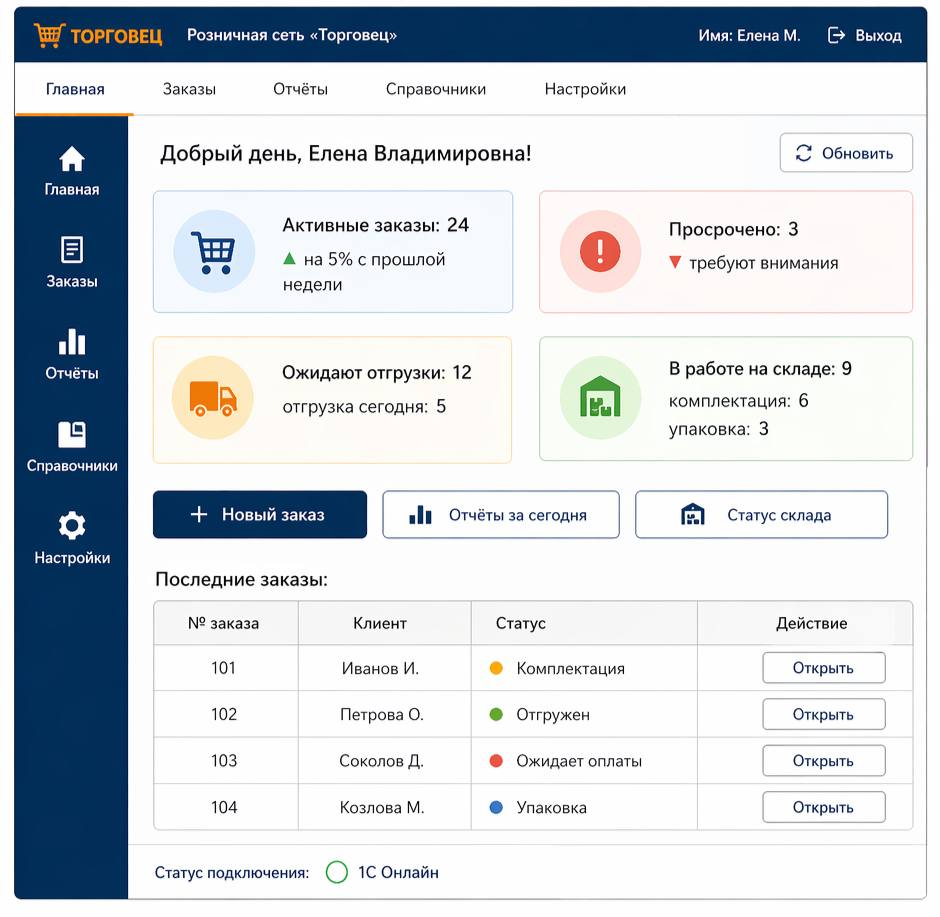 ТОРГОВЕЦ
Розничная сеть «Торговец»
Имя: Елена М.
Выход
Главная
Заказы
Отчёты
Справочники
Настройки
Главная
Заказы
Отчёты
Справочники
Настройки
Добрый день, Елена Владимировна!
Обновить
Активные заказы: 24
на 5% с прошлой
недели
Просрочено: 3
требуют внимания
Ожидают отгрузки: 12
отгрузка сегодня: 5
В работе на складе: 9
комплектация: 6
упаковка: 3
Новый заказ
Отчёты за сегодня
Статус склада
Последние заказы:
№ заказа Клиент Статус Действие
101 Иванов И. Комплектация Открыть
102 Петрова О. Отгружен Открыть
103 Соколов Д. Ожидает оплаты Открыть
104 Козлова М. Упаковка Открыть
Статус подключения: 1С Онлайн